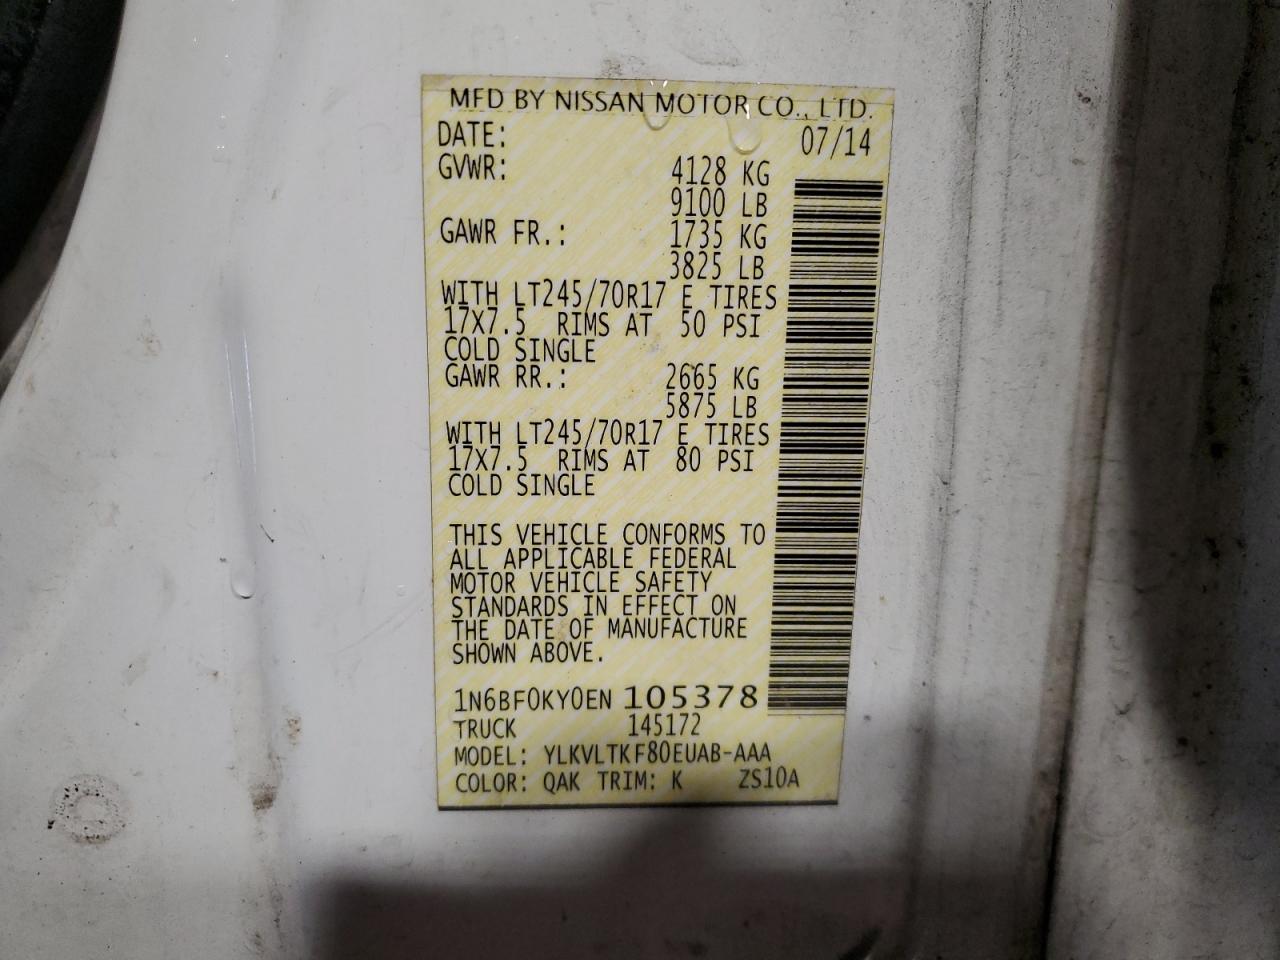 MFD BY NISSAN MOTOR CO., LTD.
DATE: 07/14
GVWR: 4128 KG
9100 LB
GAWR FR.: 1735 KG
3825 LB
WITH LT245/70R17 E TIRES
17X7.5 RIMS AT 50 PSI
COLD SINGLE
GAWR RR.: 2665 KG
5875 LB
WITH LT245/70R17 E TIRES
17X7.5 RIMS AT 80 PSI
COLD SINGLE
THIS VEHICLE CONFORMS TO
ALL APPLICABLE FEDERAL
MOTOR VEHICLE SAFETY
STANDARDS IN EFFECT ON
THE DATE OF MANUFACTURE
SHOWN ABOVE.
1N6BF0KY0EN 105378
TRUCK 145172
MODEL: YLKVLTKF80EUAB-AAA
COLOR: QAK TRIM: K ZS10A